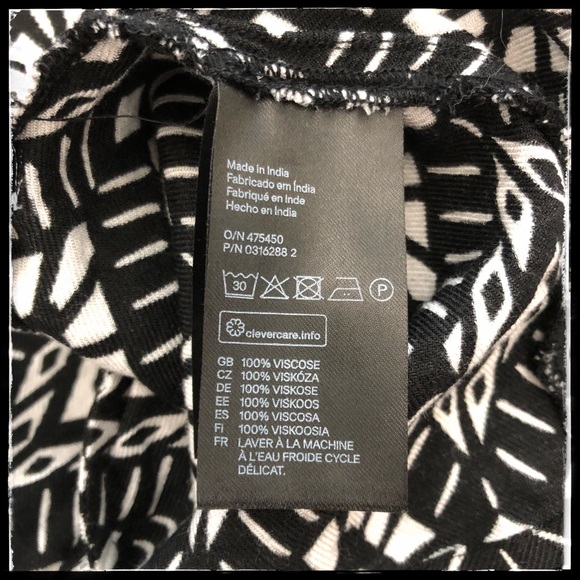 Made in India
Fabricado em Índia
Fabriqué en Inde
Hecho en India
O/N 475450
P/N 0316288 2
30 P
clevercare.info
GB 100% VISCOSE
CZ 100% VISKÓZA
DE 100% VISKOSE
EE 100% VISKOOS
ES 100% VISCOSA
FI 100% VISKOOSIA
FR LAVER À LA MACHINE
À L'EAU FROIDE CYCLE
DÉLICAT.